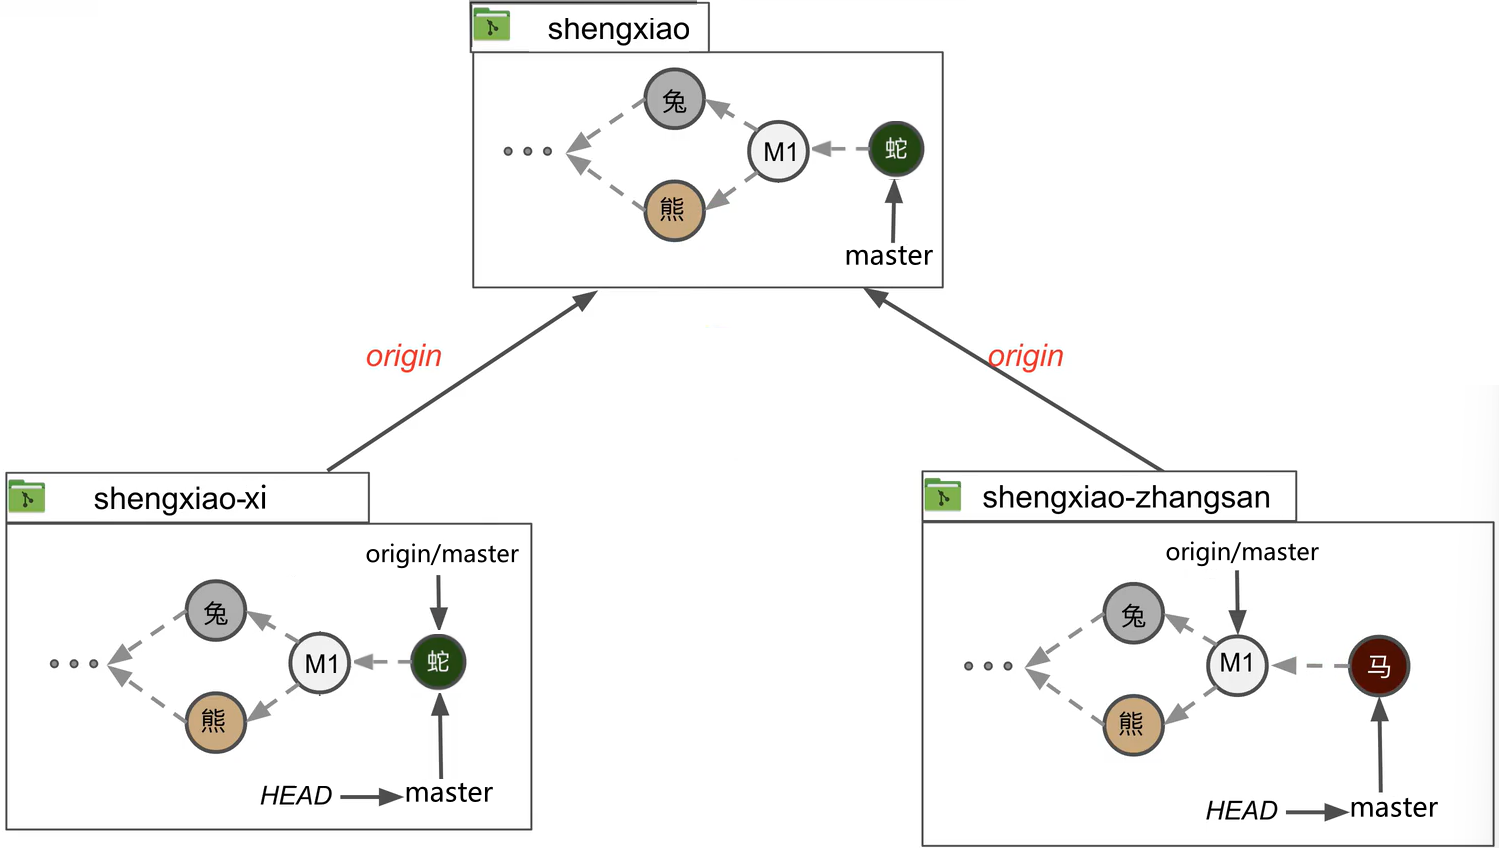 shengxiao
兔
M1
蛇
熊
master
origin
origin
shengxiao-xi
origin/master
兔
M1
蛇
熊
HEAD
master
shengxiao-zhangsan
origin/master
兔
M1
马
熊
HEAD
master